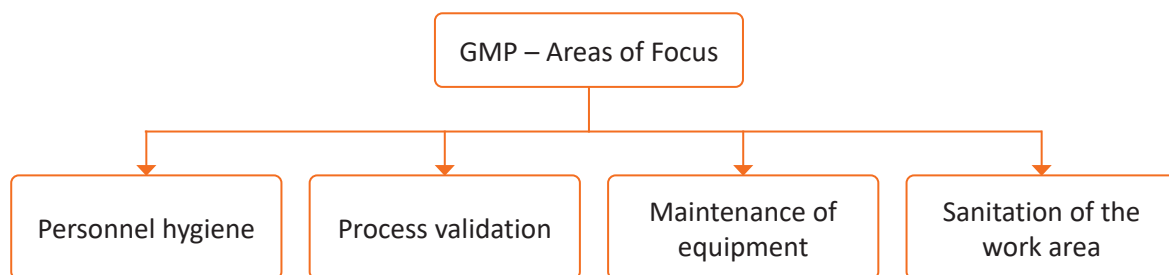 GMP – Areas of Focus
Personnel hygiene
Process validation
Maintenance of
equipment
Sanitation of the
work area